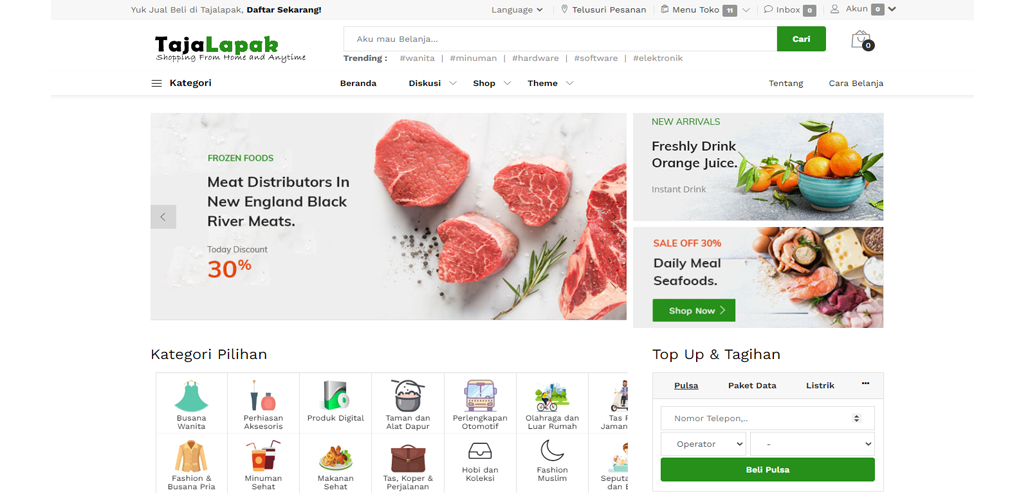 Yuk Jual Beli di Tajalapak, Daftar Sekarang!
Language
Telusuri Pesanan
Menu Toko 11
Inbox 0
Akun 0
TajaLapak
Shopping From Home and Anytime
Aku mau Belanja...
Cari
0
Trending : #wanita | #minuman | #hardware | #software | #elektronik
Kategori
Beranda
Diskusi
Shop
Theme
Tentang
Cara Belanja
FROZEN FOODS
Meat Distributors In
New England Black
River Meats.
Today Discount
30%
NEW ARRIVALS
Freshly Drink
Orange Juice.
Instant Drink
SALE OFF 30%
Daily Meal
Seafoods.
Shop Now
Kategori Pilihan
Busana
Wanita
Perhiasan
Aksesoris
Produk Digital
Taman dan
Alat Dapur
Perlengkapan
Otomotif
Olahraga dan
Luar Rumah
Fashion &
Busana Pria
Minuman
Sehat
Makanan
Sehat
Tas, Koper &
Perjalanan
Hobi dan
Koleksi
Fashion
Muslim
Top Up & Tagihan
Pulsa
Paket Data
Listrik
Nomor Telepon,..
Operator
-
Beli Pulsa